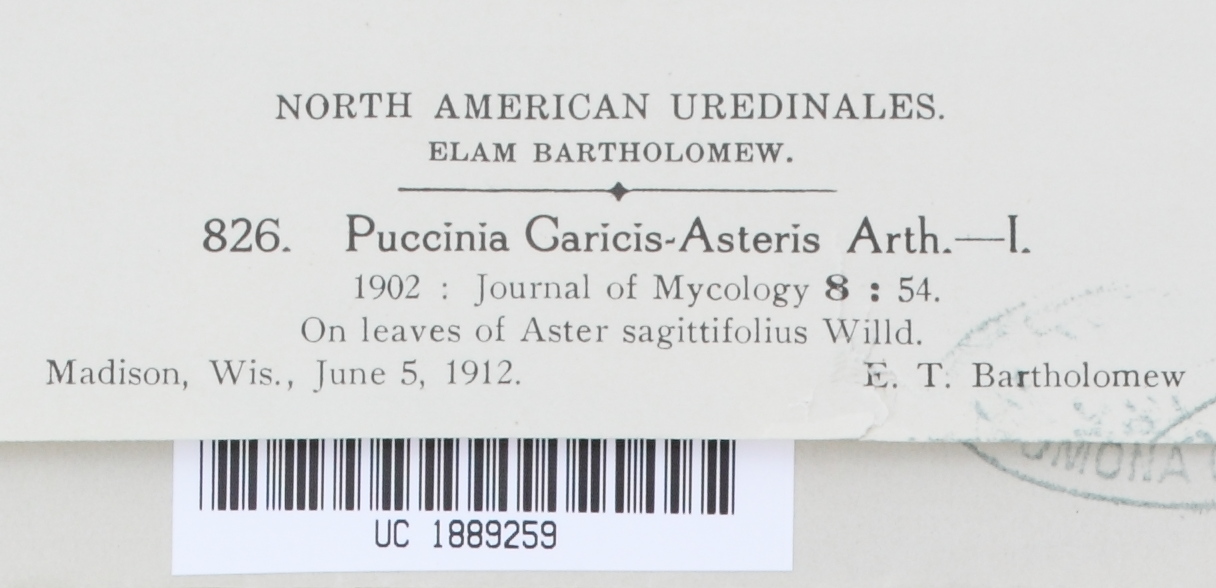 NORTH AMERICAN UREDINALES.
ELAM BARTHOLOMEW.
826. Puccinia Caricis-Asteris Arth.—I.
1902 : Journal of Mycology 8 : 54.
On leaves of Aster sagittifolius Willd.
Madison, Wis., June 5, 1912. E. T. Bartholomew
UC 1889259